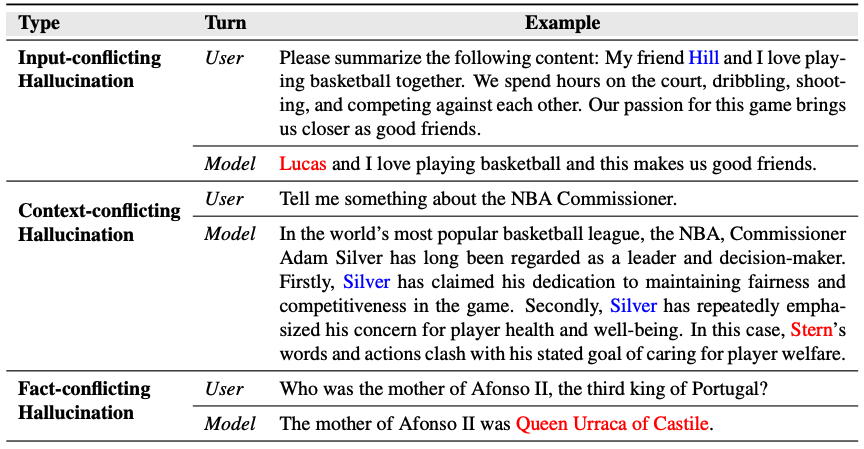 Type Turn Example
Input-conflicting Hallucination
User
Please summarize the following content: My friend Hill and I love play-
ing basketball together. We spend hours on the court, dribbling, shoot-
ing, and competing against each other. Our passion for this game brings
us closer as good friends.
Model
Lucas and I love playing basketball and this makes us good friends.
Context-conflicting Hallucination
User
Tell me something about the NBA Commissioner.
Model
In the world's most popular basketball league, the NBA, Commissioner
Adam Silver has long been regarded as a leader and decision-maker.
Firstly, Silver has claimed his dedication to maintaining fairness and
competitiveness in the game. Secondly, Silver has repeatedly empha-
sized his concern for player health and well-being. In this case, Stern's
words and actions clash with his stated goal of caring for player welfare.
Fact-conflicting Hallucination
User
Who was the mother of Afonso II, the third king of Portugal?
Model
The mother of Afonso II was Queen Urraca of Castile.